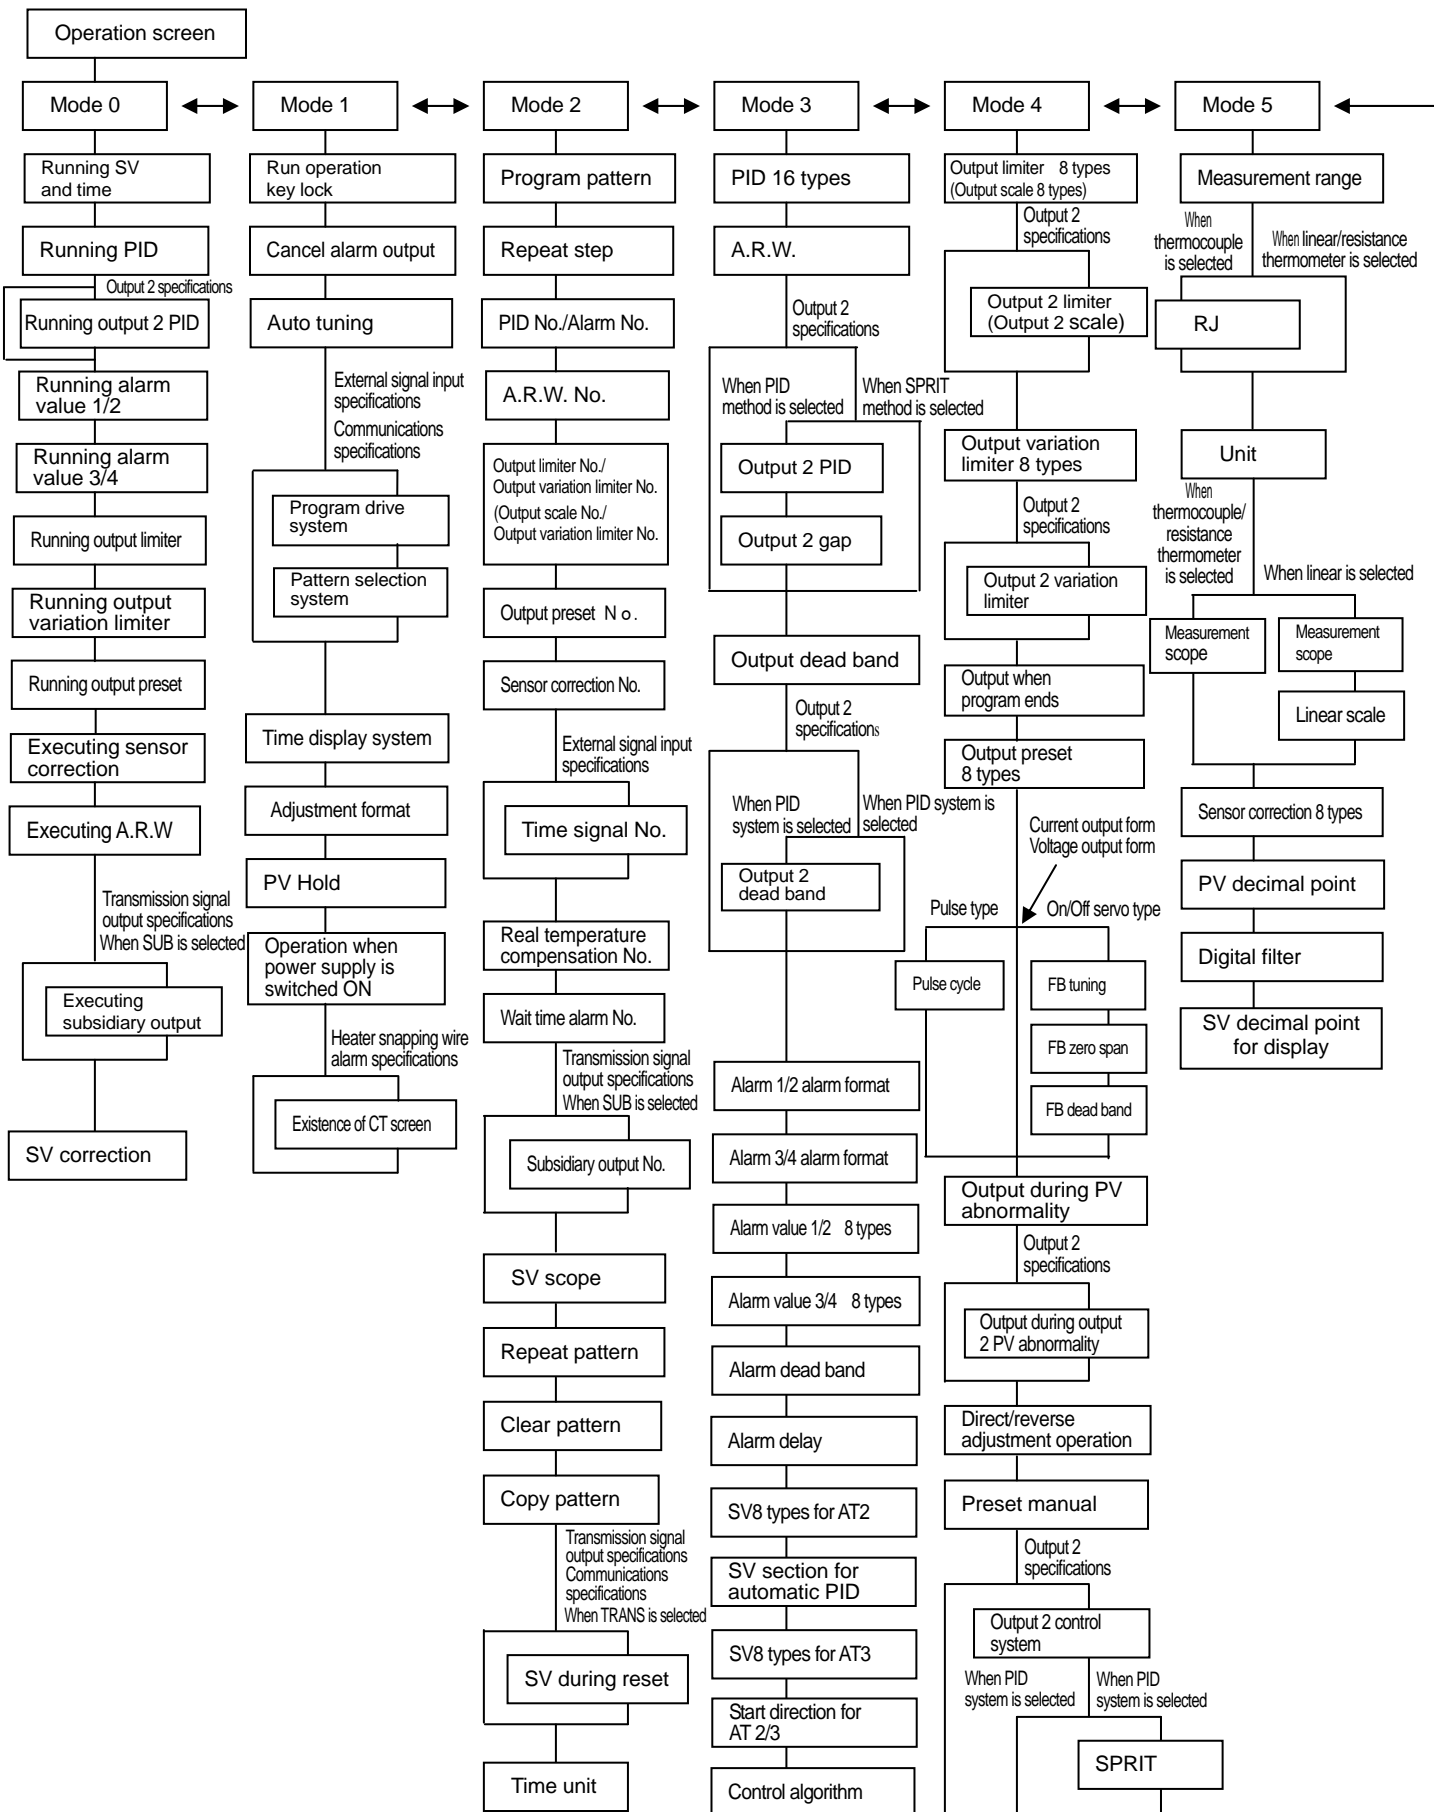 Operation screen
Mode 0
Mode 1
Mode 2
Mode 3
Mode 4
Mode 5
Running SV
and time
Running PID
Output 2 specifications
Running output 2 PID
Running alarm
value 1/2
Running alarm
value 3/4
Running output limiter
Running output
variation limiter
Running output preset
Executing sensor
correction
Executing A.R.W
Transmission signal
output specifications
When SUB is selected
Executing
subsidiary output
SV correction
Run operation
key lock
Cancel alarm output
Auto tuning
External signal input
specifications
Communications
specifications
Program drive
system
Pattern selection
system
Time display system
Adjustment format
PV Hold
Operation when
power supply is
switched ON
Heater snapping wire
alarm specifications
Existence of CT screen
Program pattern
Repeat step
PID No./Alarm No.
A.R.W. No.
Output limiter No./
Output variation limiter No.
(Output scale No./
Output variation limiter No.
Output preset No.
Sensor correction No.
External signal input
specifications
Time signal No.
Real temperature
compensation No.
Wait time alarm No.
Transmission signal
output specifications
When SUB is selected
Subsidiary output No.
SV scope
Repeat pattern
Clear pattern
Copy pattern
Transmission signal
output specifications
Communications
specifications
When TRANS is selected
SV during reset
Time unit
PID 16 types
A.R.W.
Output 2
specifications
When PID
method is selected
When SPRIT
method is selected
Output 2 PID
Output 2 gap
Output dead band
Output 2
specifications
When PID
system is selected
When PID system is
selected
Output 2
dead band
Alarm 1/2 alarm format
Alarm 3/4 alarm format
Alarm value 1/2 8 types
Alarm value 3/4 8 types
Alarm dead band
Alarm delay
SV8 types for AT2
SV section for
automatic PID
SV8 types for AT3
Start direction for
AT 2/3
Control algorithm
Output limiter 8 types
(Output scale 8 types)
Output 2
specifications
Output 2 limiter
(Output 2 scale)
Output variation
limiter 8 types
Output 2
specifications
Output 2 variation
limiter
Output when
program ends
Output preset
8 types
Current output form
Voltage output form
Pulse type
On/Off servo type
Pulse cycle
FB tuning
FB zero span
FB dead band
Output during PV
abnormality
Output 2
specifications
Output during output
2 PV abnormality
Direct/reverse
adjustment operation
Preset manual
Output 2
specifications
Output 2 control
system
When PID
system is selected
When PID
system is selected
SPRIT
Measurement range
When
thermocouple
is selected
When linear/resistance
thermometer is selected
RJ
Unit
When
thermocouple/
resistance
thermometer
is selected
When linear is selected
Measurement
scope
Measurement
scope
Linear scale
Sensor correction 8 types
PV decimal point
Digital filter
SV decimal point
for display